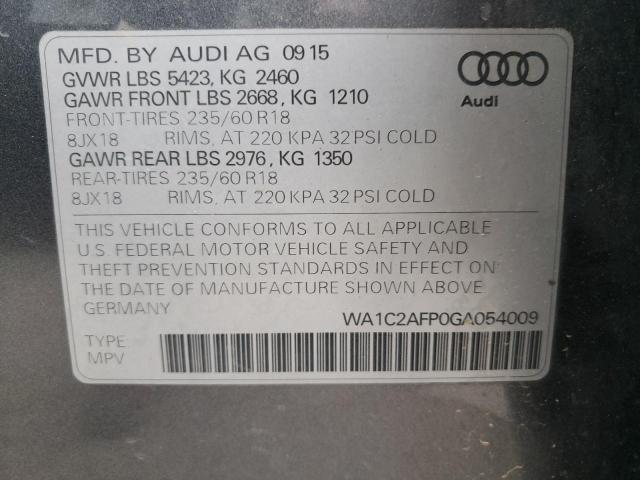 MFD. BY AUDI AG 09 15
GVWR LBS 5423, KG 2460
GAWR FRONT LBS 2668, KG 1210
FRONT-TIRES 235/60 R18
8JX18 RIMS, AT 220 KPA 32 PSI COLD
GAWR REAR LBS 2976, KG 1350
REAR-TIRES 235/60 R18
8JX18 RIMS, AT 220 KPA 32 PSI COLD
Audi
THIS VEHICLE CONFORMS TO ALL APPLICABLE
U.S. FEDERAL MOTOR VEHICLE SAFETY AND
THEFT PREVENTION STANDARDS IN EFFECT ON
THE DATE OF MANUFACTURE SHOWN ABOVE
GERMANY
WA1C2AFP0GA054009
TYPE:
MPV